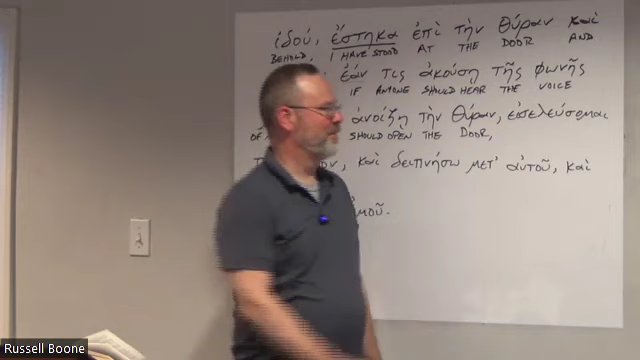 ἰδού, ἕστηκα ἐπὶ τὴν θύραν καὶ
BEHOLD, I HAVE STOOD AT THE DOOR AND
ἐάν τις ἀκούσῃ τῆς φωνῆς
IF ANYONE SHOULD HEAR THE VOICE
ἀνοίξῃ τὴν θύραν, εἰσελεύσομαι
OF SHOULD OPEN THE DOOR,
καὶ δειπνήσω μετ' αὐτοῦ, καὶ
μοῦ.
Russell Boone